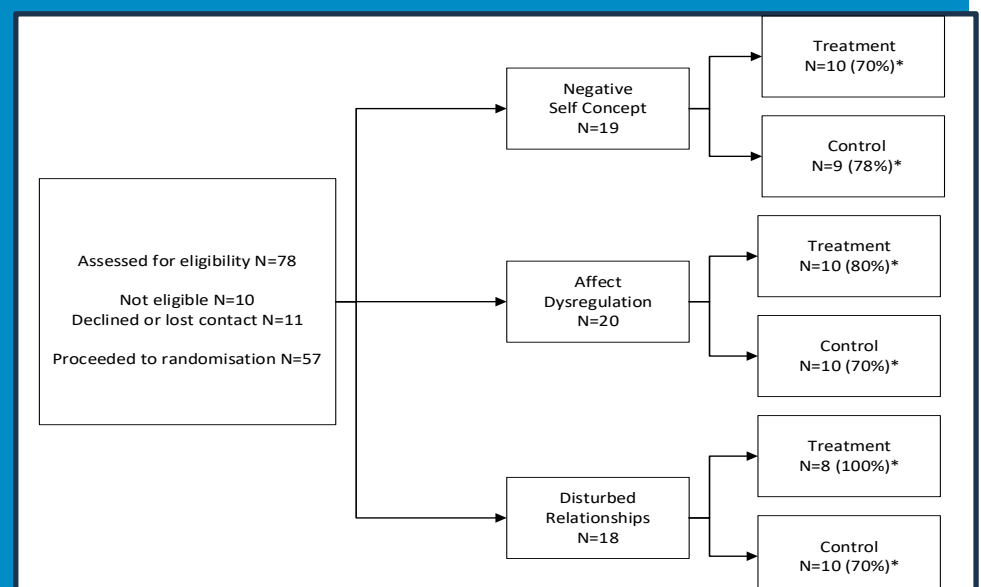 Assessed for eligibility N=78
Not eligible N=10
Declined or lost contact N=11
Proceeded to randomisation N=57
Negative
Self Concept
N=19
Treatment
N=10 (70%)*
Control
N=9 (78%)*
Affect
Dysregulation
N=20
Treatment
N=10 (80%)*
Control
N=10 (70%)*
Disturbed
Relationships
N=18
Treatment
N=8 (100%)*
Control
N=10 (70%)*